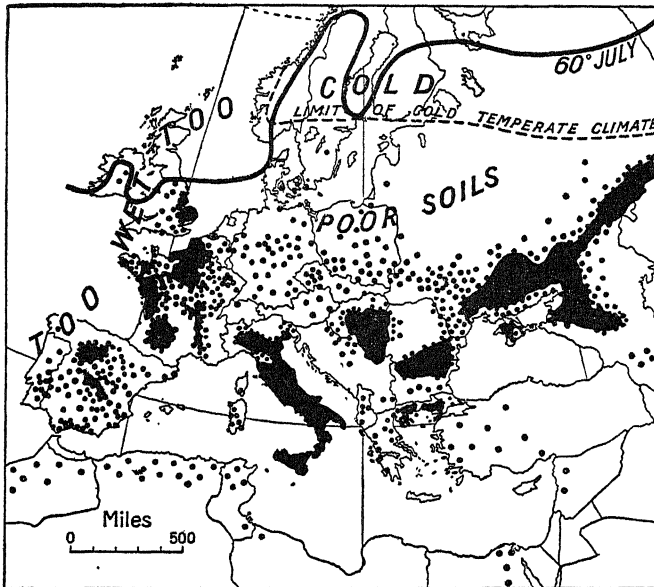 60° JULY
TOO COLD
LIMIT OF COLD TEMPERATE CLIMATE
TOO WET
POOR SOILS
Miles
0 500